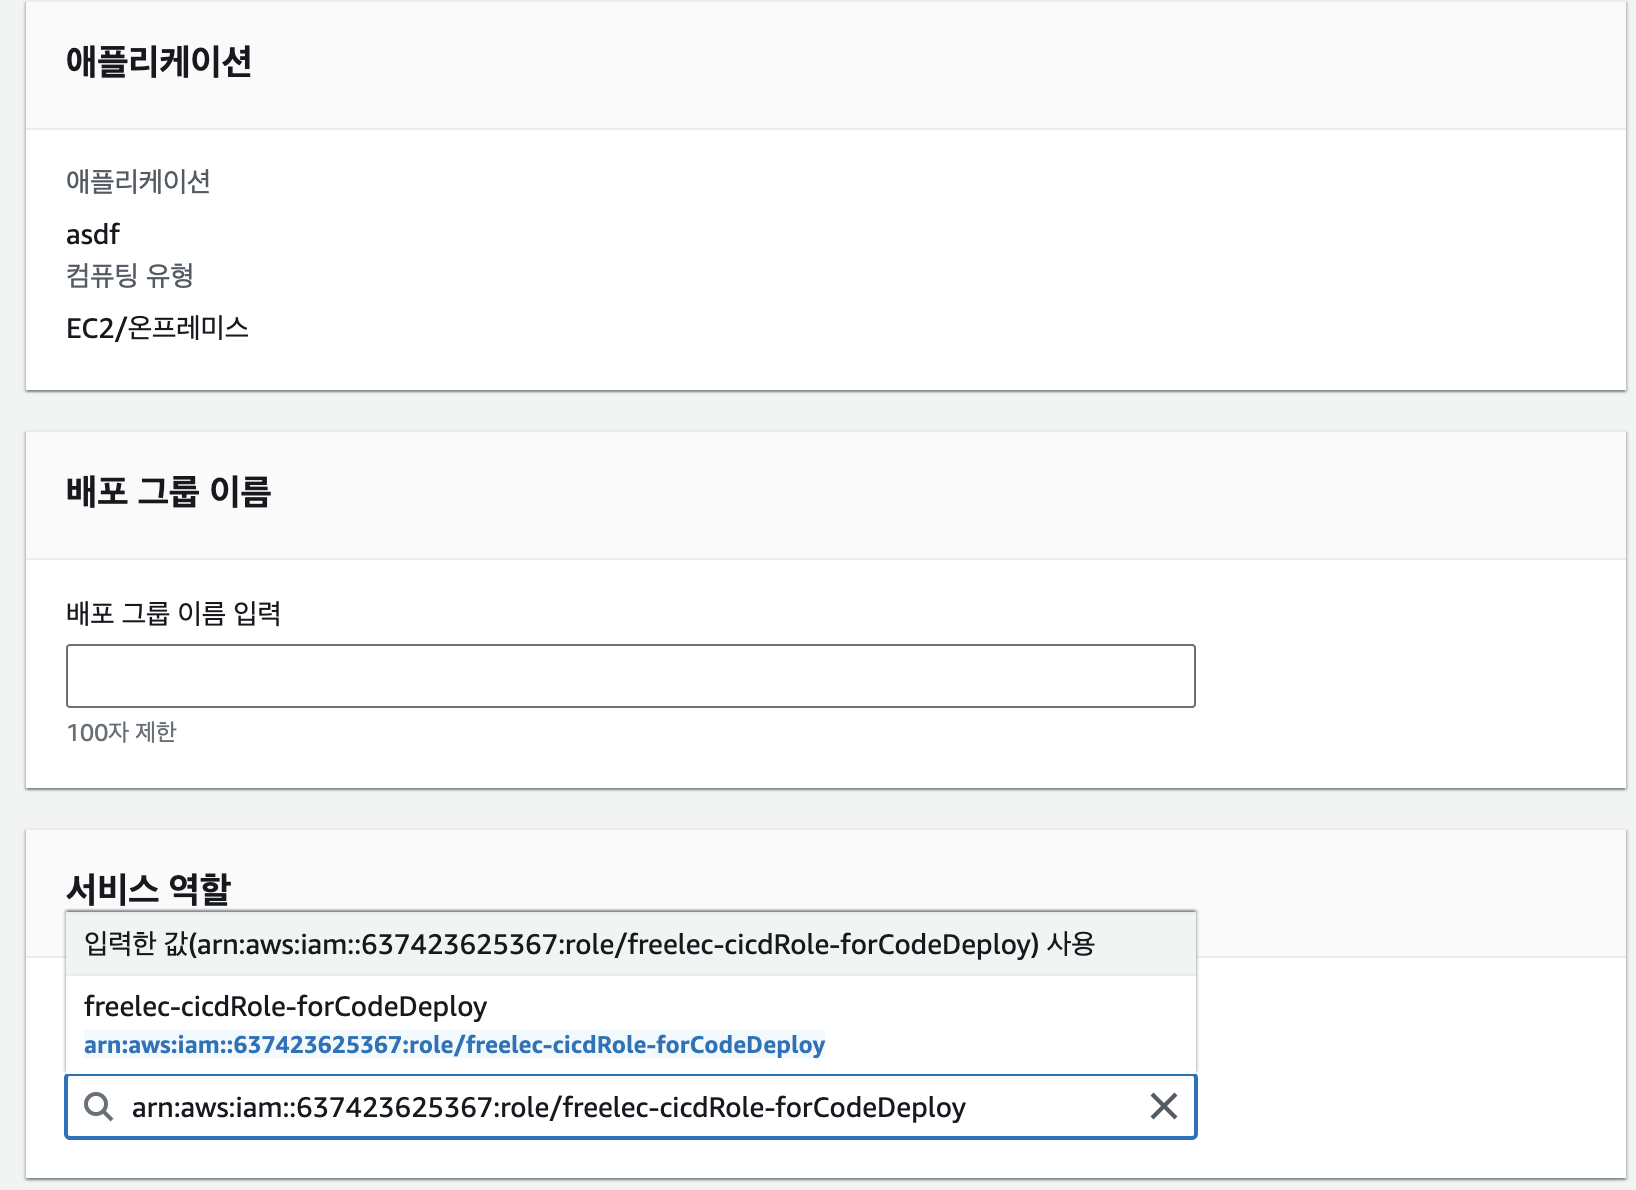 애플리케이션
애플리케이션
asdf
컴퓨팅 유형
EC2/온프레미스
배포 그룹 이름
배포 그룹 이름 입력
100자 제한
서비스 역할
입력한 값(arn:aws:iam::637423625367:role/freelec-cicdRole-forCodeDeploy) 사용
freelec-cicdRole-forCodeDeploy
arn:aws:iam::637423625367:role/freelec-cicdRole-forCodeDeploy
arn:aws:iam::637423625367:role/freelec-cicdRole-forCodeDeploy